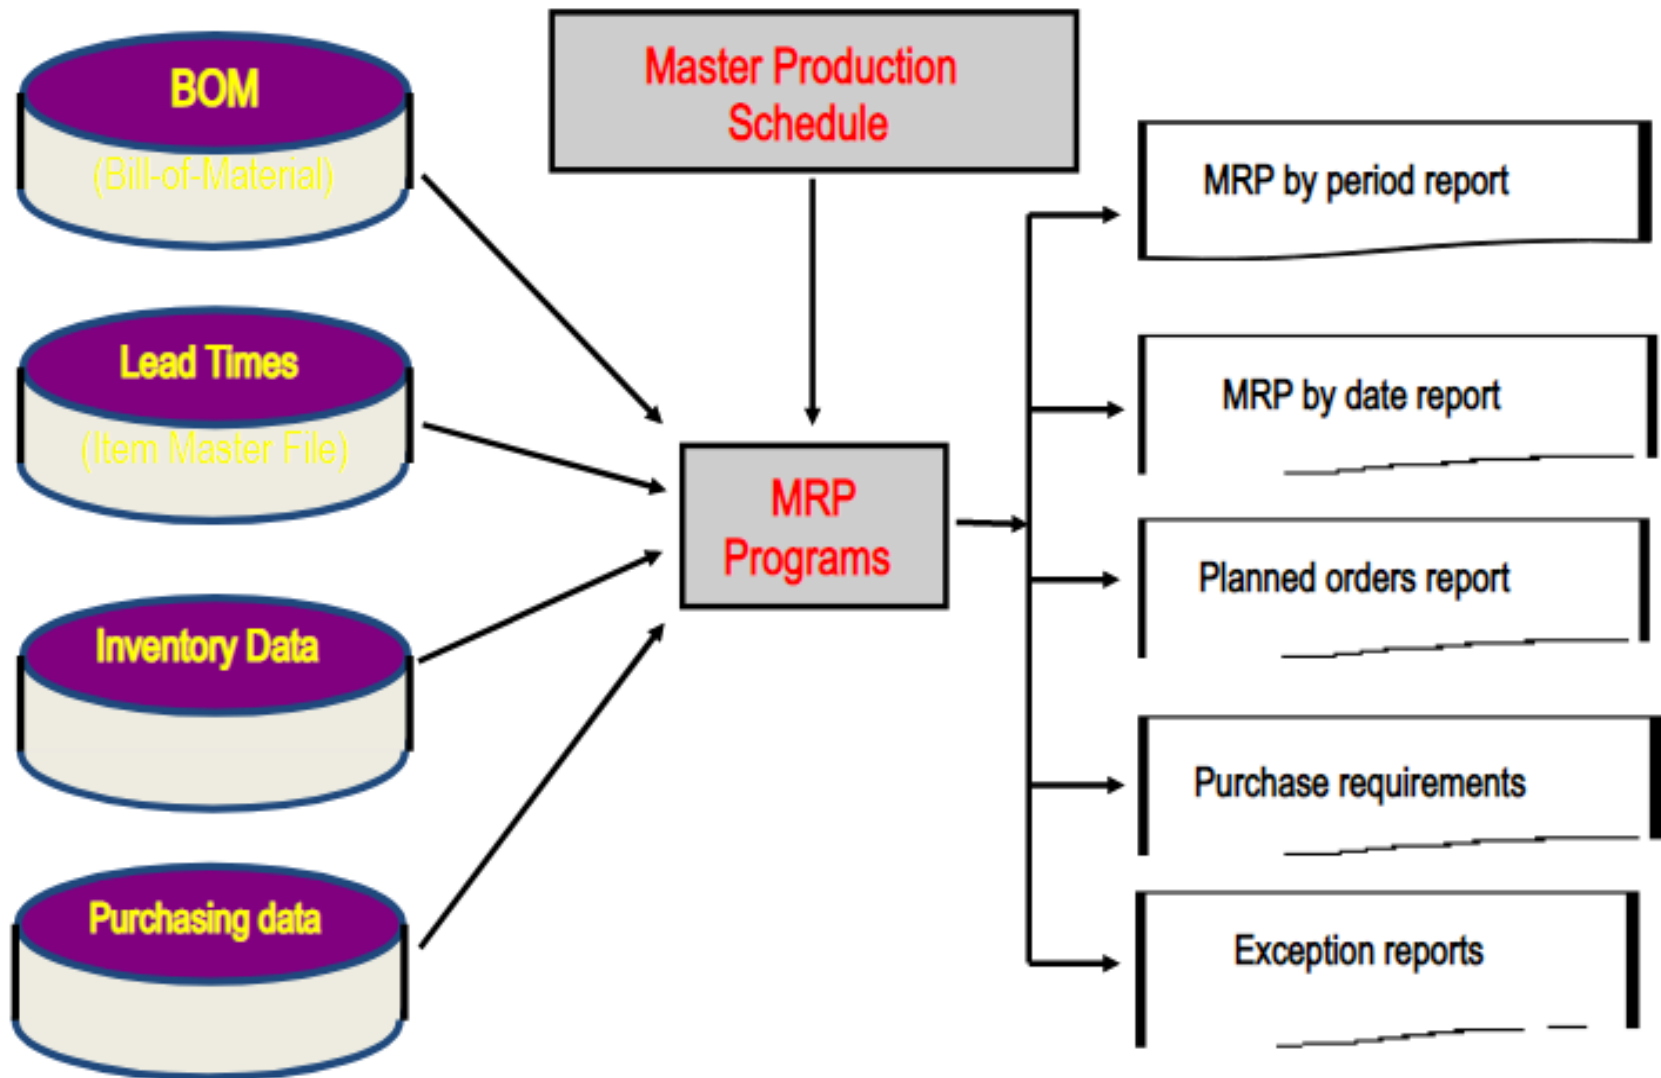 BOM
(Bill-of-Material)
Lead Times
(Item Master File)
Inventory Data
Purchasing data
Master Production
Schedule
MRP
Programs
MRP by period report
MRP by date report
Planned orders report
Purchase requirements
Exception reports